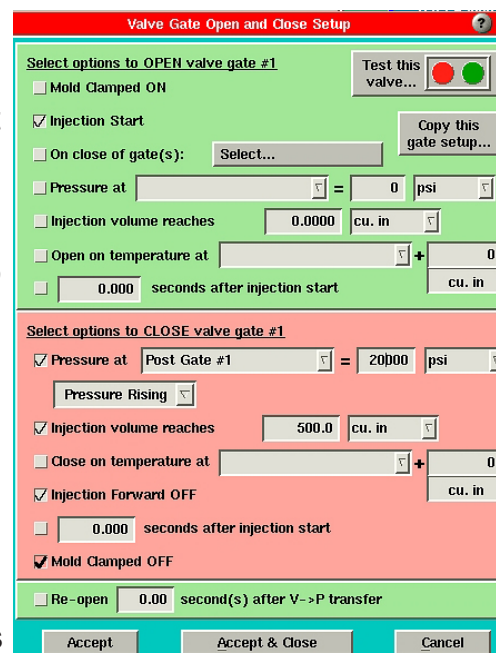 Valve Gate Open and Close Setup ?
Select options to OPEN valve gate #1
Test this
valve...
Mold Clamped ON
Injection Start
Copy this
gate setup...
On close of gate(s): Select...
Pressure at = 0 psi
Injection volume reaches 0.0000 cu. in
Open on temperature at + 0
cu. in
0.000 seconds after injection start
Select options to CLOSE valve gate #1
Pressure at Post Gate #1 = 20000 psi
Pressure Rising
Injection volume reaches 500.0 cu. in
Close on temperature at + 0
cu. in
Injection Forward OFF
0.000 seconds after injection start
Mold Clamped OFF
Re-open 0.00 second(s) after V->P transfer
Accept Accept & Close Cancel